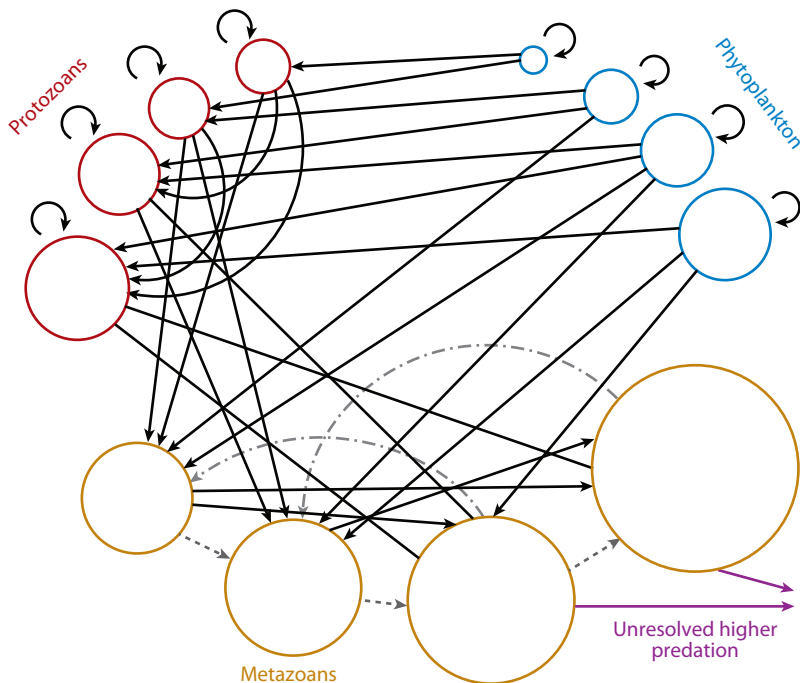 Protozoans
Phytoplankton
Metazoans
Unresolved higher
predation